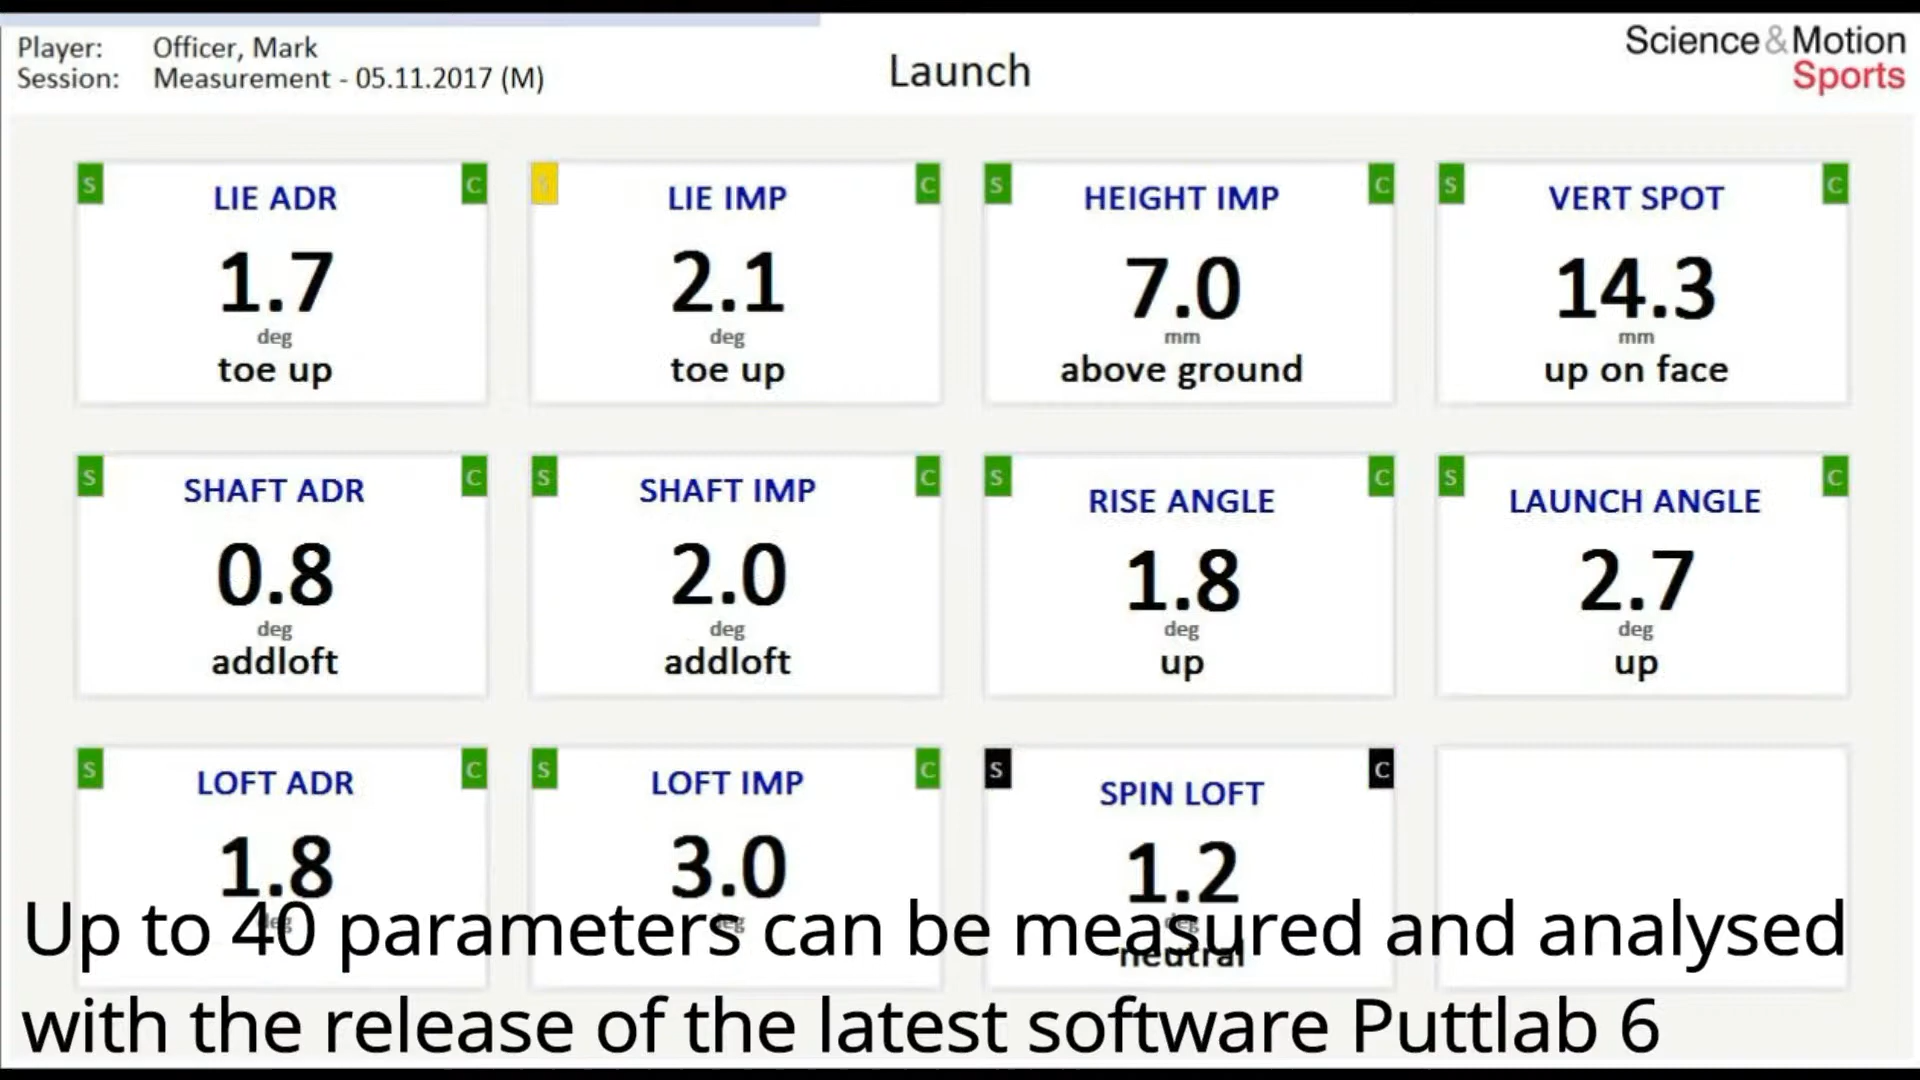 Player: Officer, Mark
Session: Measurement - 05.11.2017 (M)
Launch
Science&Motion
Sports
S LIE ADR C
1.7
deg
toe up
LIE IMP C
2.1
deg
toe up
S HEIGHT IMP C
7.0
mm
above ground
S VERT SPOT C
14.3
mm
up on face
S SHAFT ADR C
0.8
deg
addloft
S SHAFT IMP C
2.0
deg
addloft
S RISE ANGLE C
1.8
deg
up
S LAUNCH ANGLE C
2.7
deg
up
S LOFT ADR C
1.8
deg
S LOFT IMP C
3.0
deg
S SPIN LOFT C
1.2
deg
neutral
Up to 40 parameters can be measured and analysed
with the release of the latest software Puttlab 6